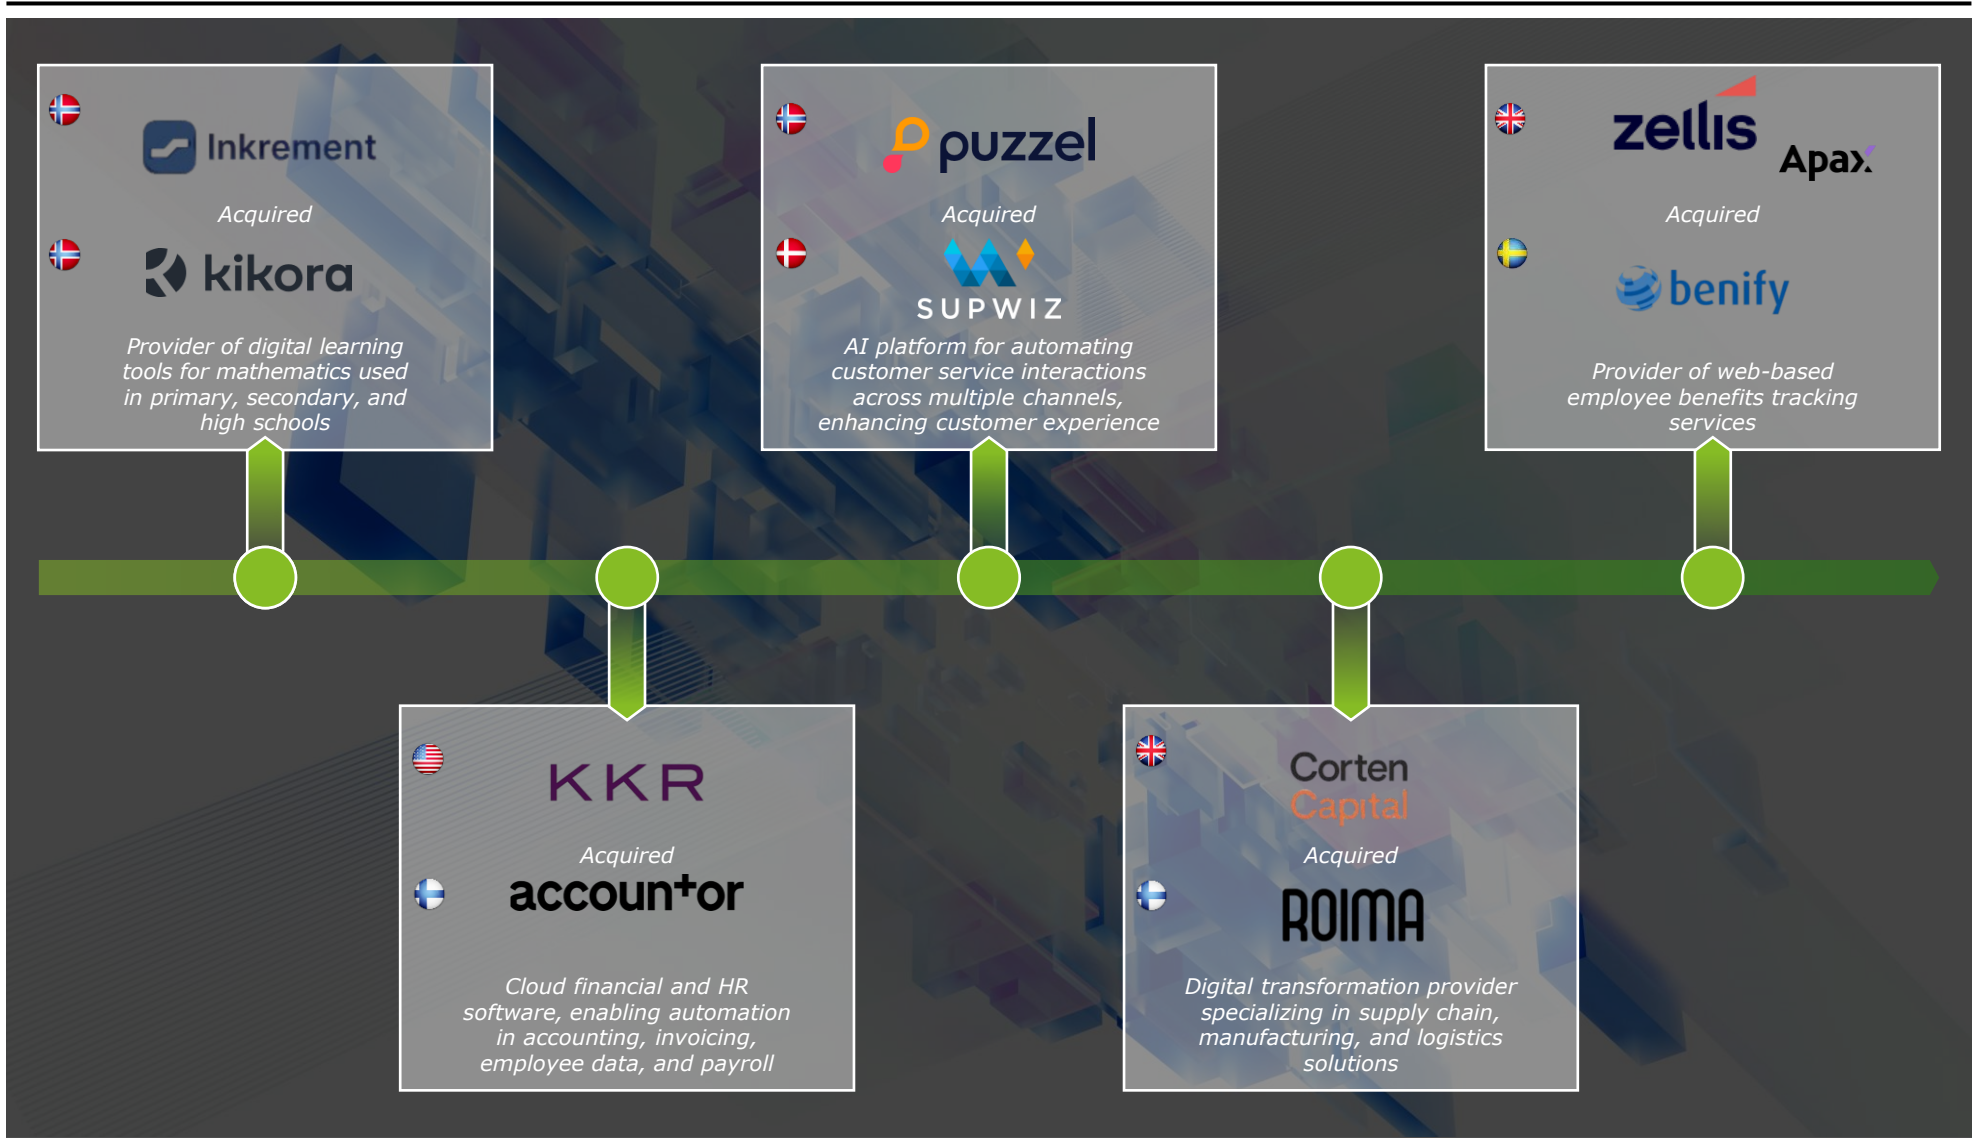 Inkrement
Acquired
kikora
Provider of digital learning
tools for mathematics used
in primary, secondary, and
high schools
KKR
Acquired
accountor
Cloud financial and HR
software, enabling automation
in accounting, invoicing,
employee data, and payroll
puzzel
Acquired
SUPWIZ
AI platform for automating
customer service interactions
across multiple channels,
enhancing customer experience
Corten
Capital
Acquired
ROIMA
Digital transformation provider
specializing in supply chain,
manufacturing, and logistics
solutions
zellis
Apax
Acquired
benify
Provider of web-based
employee benefits tracking
services